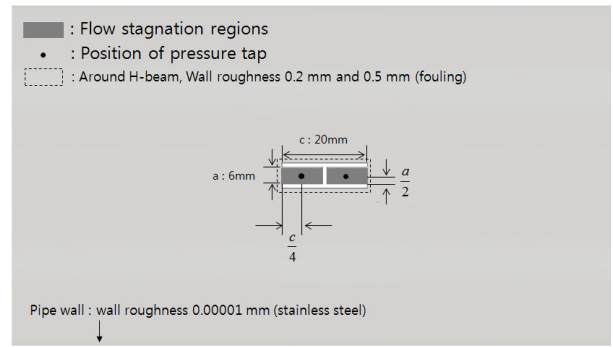 : Flow stagnation regions
: Position of pressure tap
: Around H-beam, Wall roughness 0.2 mm and 0.5 mm (fouling)
c : 20mm
a : 6mm
a
2
c
4
Pipe wall : wall roughness 0.00001 mm (stainless steel)